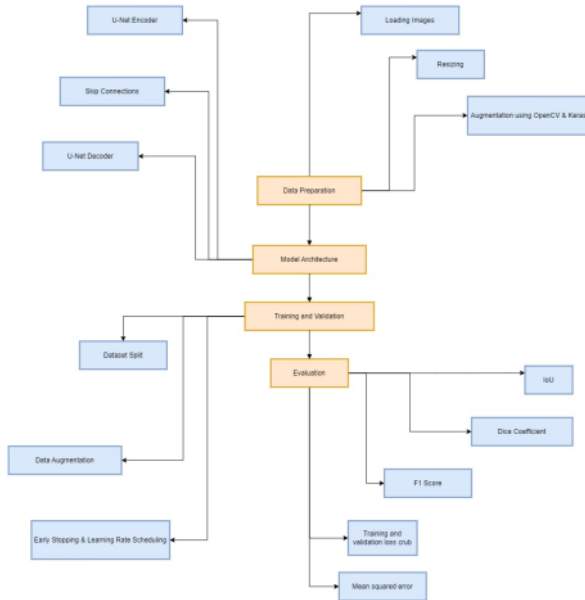 U-Net Encoder
Loading Images
Resizing
Skip Connections
Augmentation using OpenCV & Keras
U-Net Decoder
Data Preparation
Model Architecture
Training and Validation
Dataset Split
Evaluation
IoU
Dice Coefficient
Data Augmentation
F1 Score
Early Stopping & Learning Rate Scheduling
Training and
validation loss crub
Mean squared error